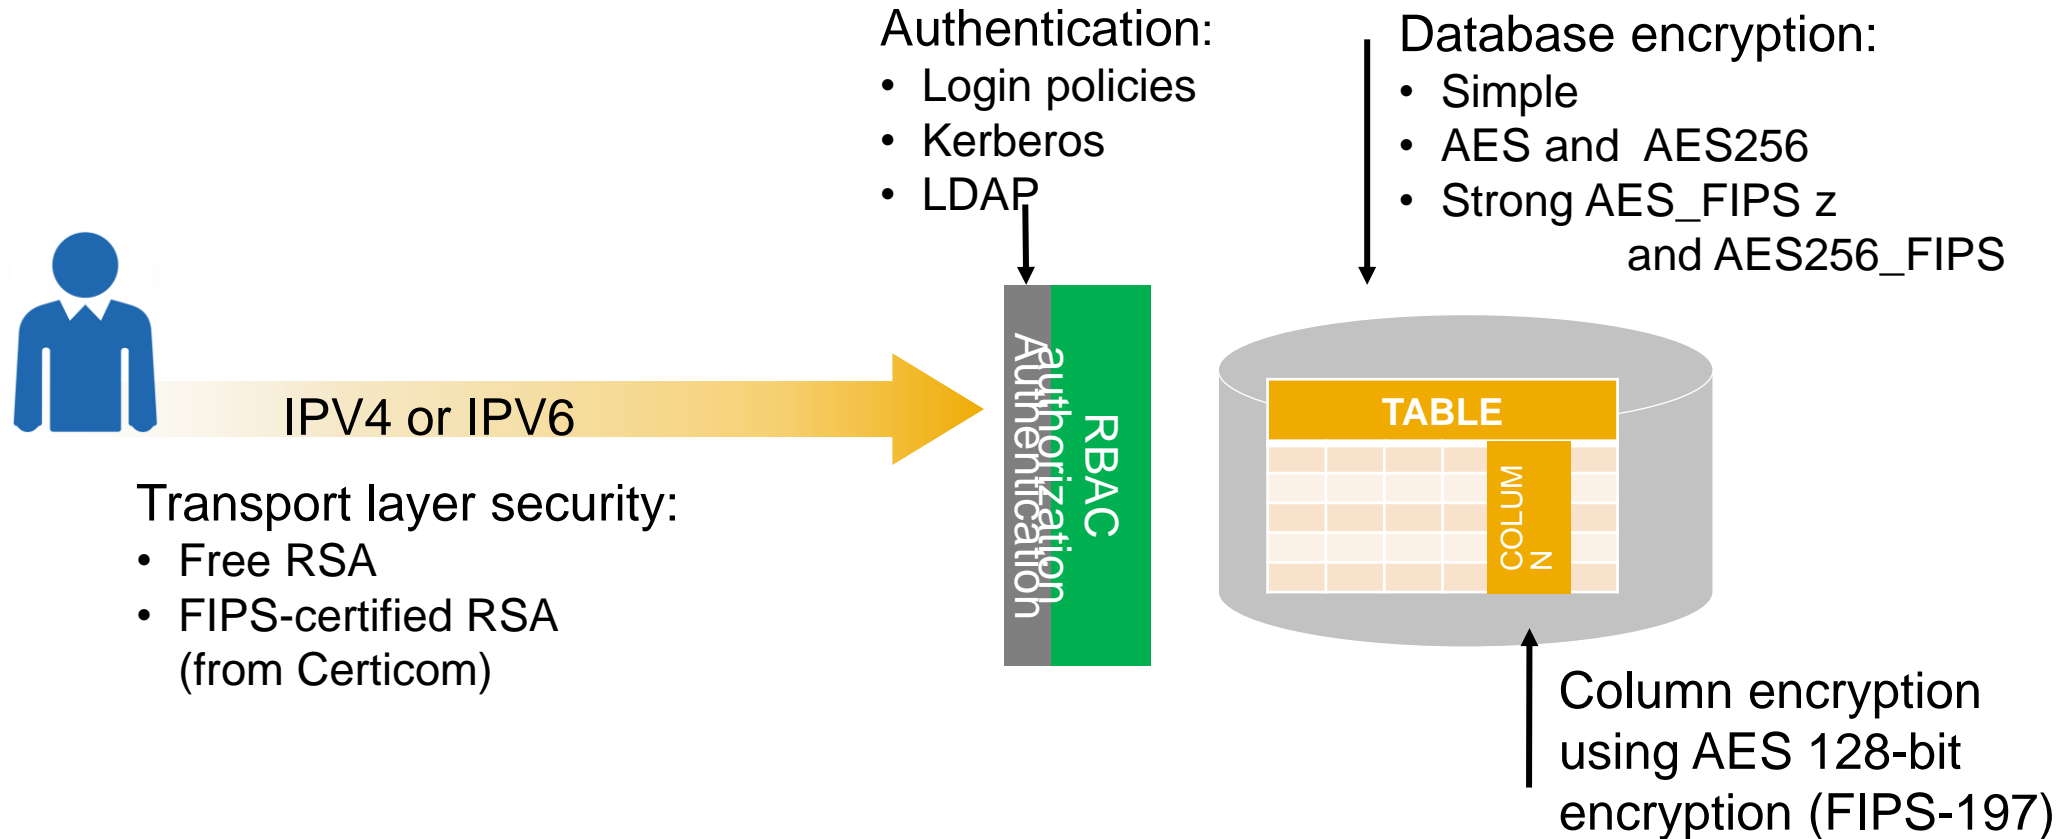 Authentication:
• Login policies
• Kerberos
• LDAP
Database encryption:
• Simple
• AES and  AES256
• Strong AES_FIPS z
and AES256_FIPS
IPV4 or IPV6
Transport layer security:
• Free RSA
• FIPS-certified RSA
(from Certicom)
Authentication
RBAC
authorization
TABLE
COLUM
N
Column encryption
using AES 128-bit
encryption (FIPS-197)